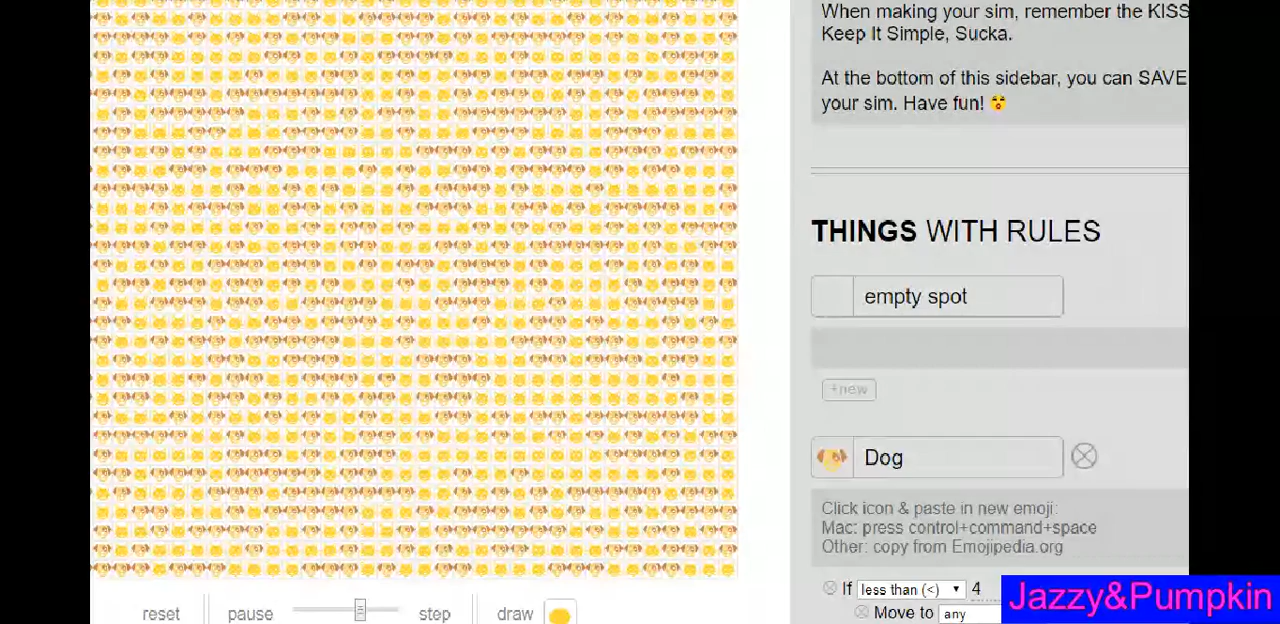 When making your sim, remember the KISS
Keep It Simple, Sucka.
At the bottom of this sidebar, you can SAVE
your sim. Have fun!
THINGS WITH RULES
empty spot
+new
Dog
Click icon & paste in new emoji:
Mac: press control+command+space
Other: copy from Emojipedia.org
If less than (<) 4
Move to any
reset pause step draw
Jazzy&Pumpkin